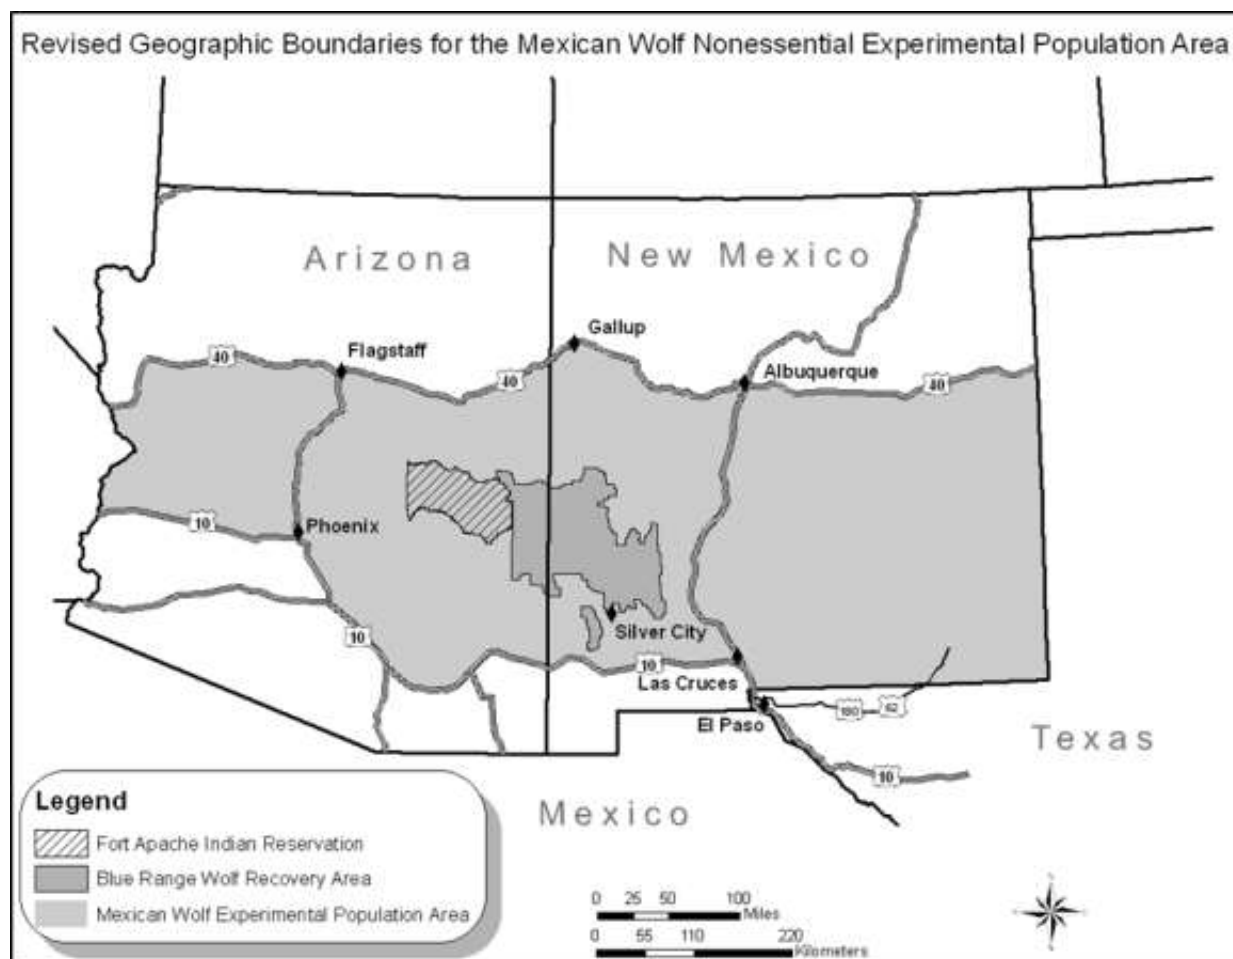 Revised Geographic Boundaries for the Mexican Wolf Nonessential Experimental Population Area
Arizona
New Mexico
Gallup
Flagstaff
40
40
Albuquerque
40
10
Phoenix
Silver City
10
10
Las Cruces
180
62
El Paso
Texas
10
Mexico
Legend
Fort Apache Indian Reservation
Blue Range Wolf Recovery Area
Mexican Wolf Experimental Population Area
0 25 50 100
Miles
0 55 110 220
Kilometers